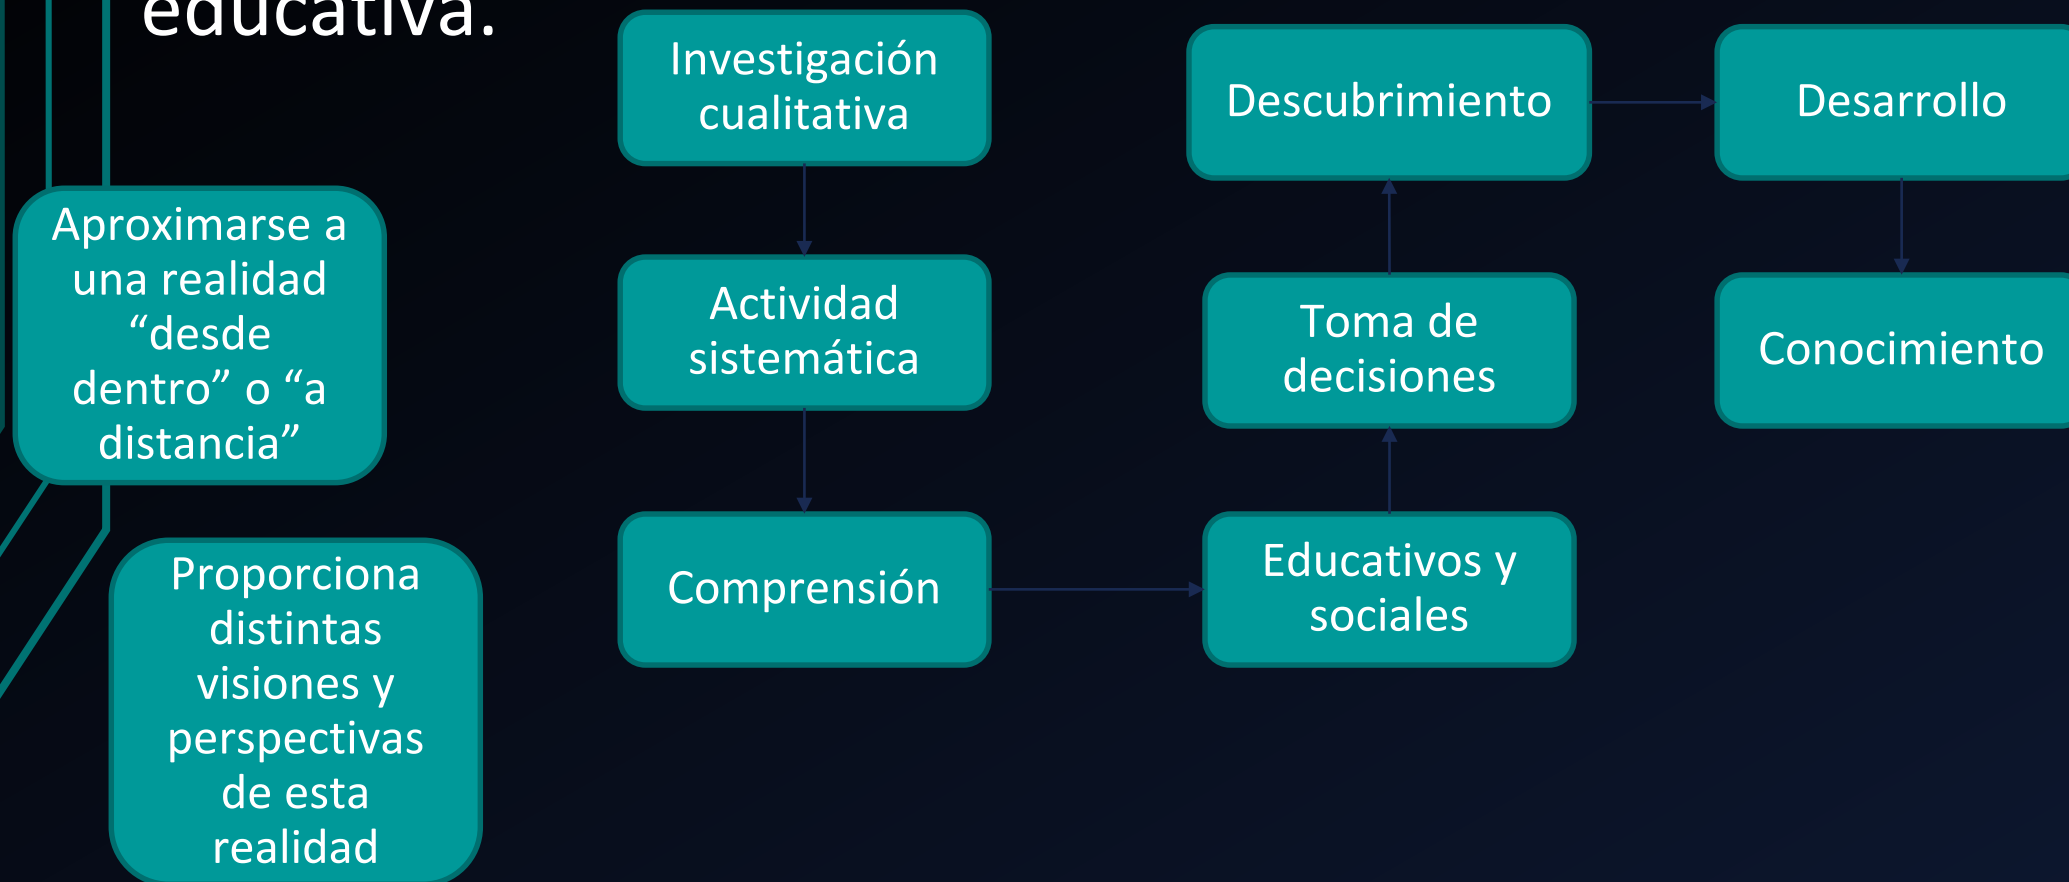 educativa.
Aproximarse a
una realidad
“desde
dentro” o “a
distancia”
Proporciona
distintas
visiones y
perspectivas
de esta
realidad
Investigación
cualitativa
Actividad
sistemática
Comprensión
Educativos y
sociales
Toma de
decisiones
Descubrimiento
Desarrollo
Conocimiento